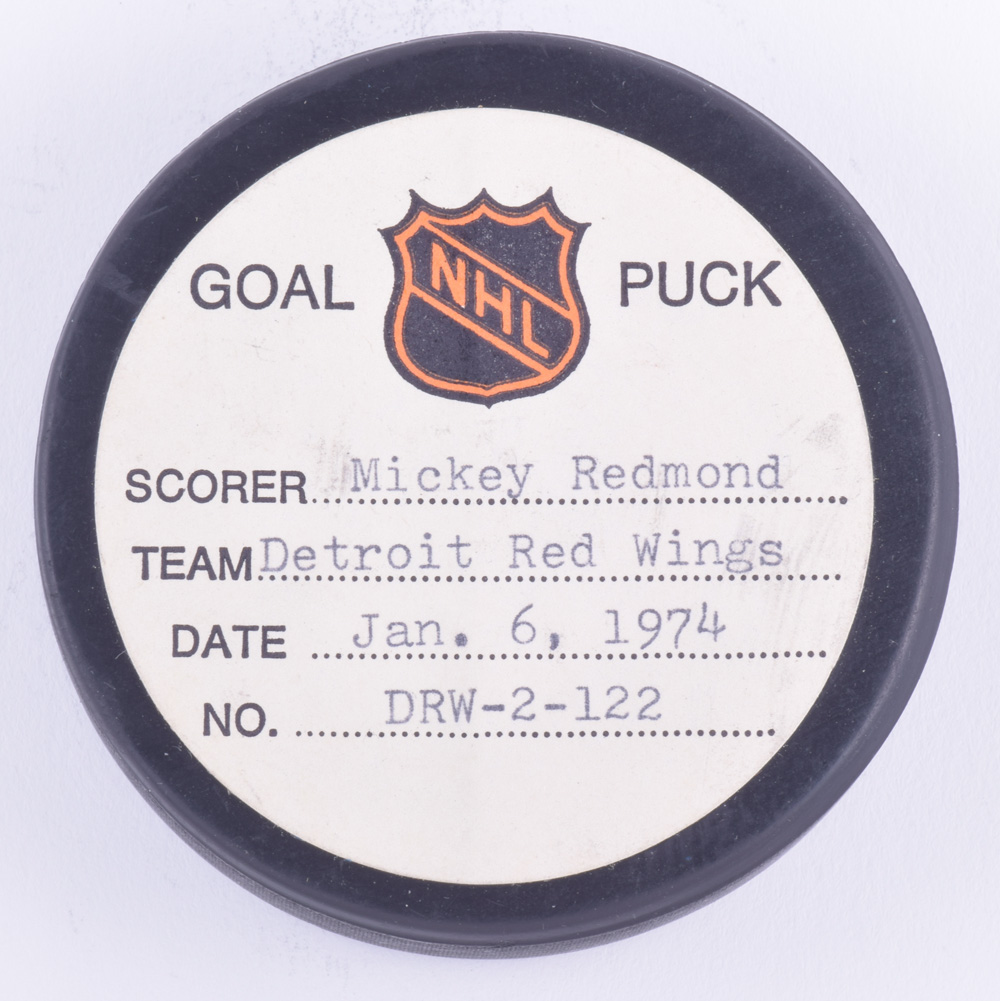 GOAL NHL PUCK
SCORER Mickey Redmond
TEAM Detroit Red Wings
DATE Jan. 6, 1974
NO. DRW-2-122